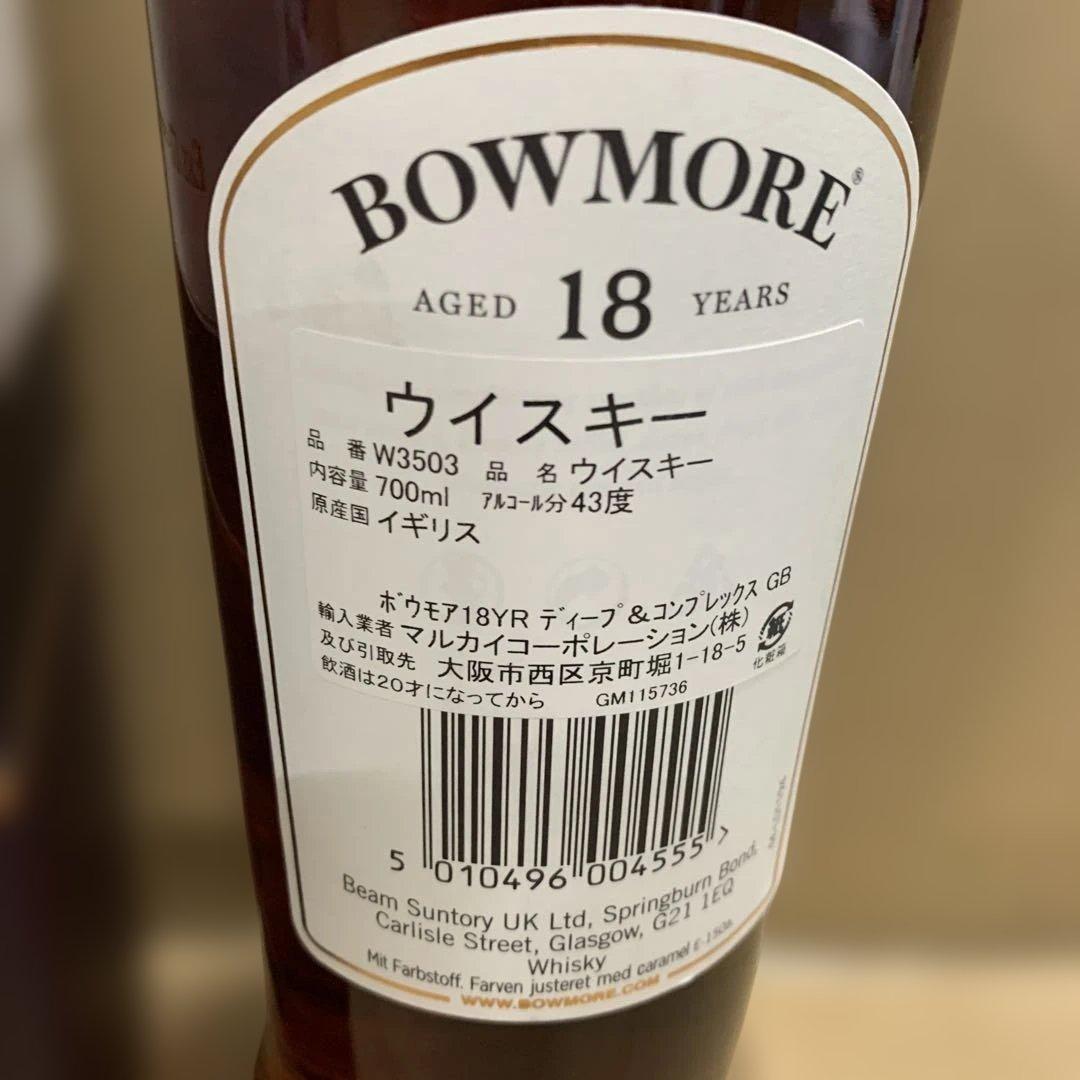 BOWMORE®
AGED 18 YEARS
ウイスキー
品 番 W3503 品 名 ウイスキー
内容量 700ml ｱﾙｺｰﾙ分 43度
原産国 イギリス
ﾎﾞｳﾓｱ18YR ﾃﾞｨｰﾌﾟ&ｺﾝﾌﾟﾚｯｸｽ GB
輸入業者 マルカイコーポレーション(株)
及び引取先 大阪市西区京町堀1-18-5
紙
化粧箱
飲酒は20才になってから GM115736
5 010496 004555 >
Beam Suntory UK Ltd, Springburn Bond,
Carlisle Street, Glasgow, G21 1EQ
Whisky
Mit Farbstoff. Farven justeret med caramel E-150a.
WWW.BOWMORE.COM